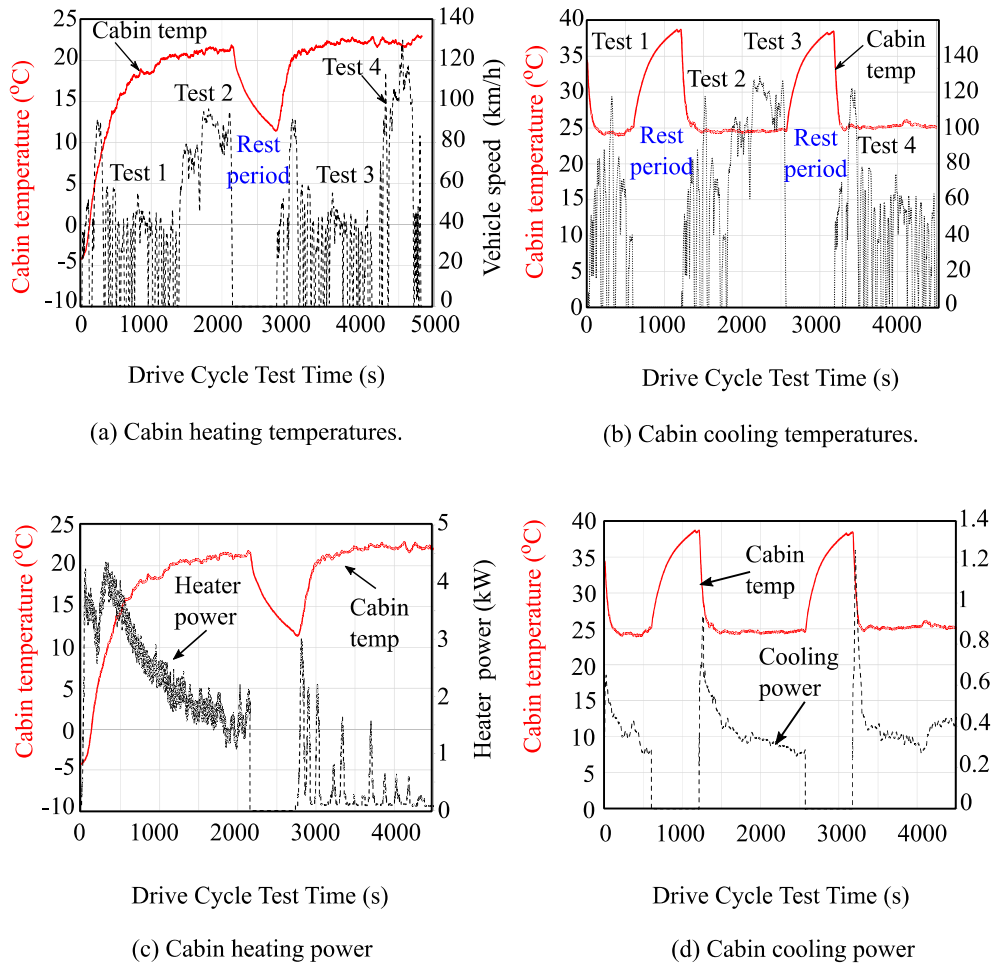 25
20
15
10
5
0
-5
-10
Cabin temperature (°C)
Cabin temp
Test 1
Test 2
Rest
period
Test 3
Test 4
140
120
100
80
60
40
20
0
Vehicle speed (km/h)
0
1000
2000
3000
4000
5000
Drive Cycle Test Time (s)
(a) Cabin heating temperatures.
40
35
30
25
20
15
10
5
0
Cabin temperature (°C)
Test 1
Rest
period
Test 2
Test 3
Rest
period
Cabin
temp
Test 4
140
120
100
80
60
40
20
0
0
1000
2000
3000
4000
Drive Cycle Test Time (s)
(b) Cabin cooling temperatures.
25
20
15
10
5
0
-5
-10
Cabin temperature (°C)
Heater
power
Cabin
temp
5
4
3
2
1
0
Heater power (kW)
0
1000
2000
3000
4000
Drive Cycle Test Time (s)
(c) Cabin heating power
40
35
30
25
20
15
10
5
0
Cabin temperature (°C)
Cabin
temp
Cooling
power
1.4
1.2
1
0.8
0.6
0.4
0.2
0
0
1000
2000
3000
4000
Drive Cycle Test Time (s)
(d) Cabin cooling power